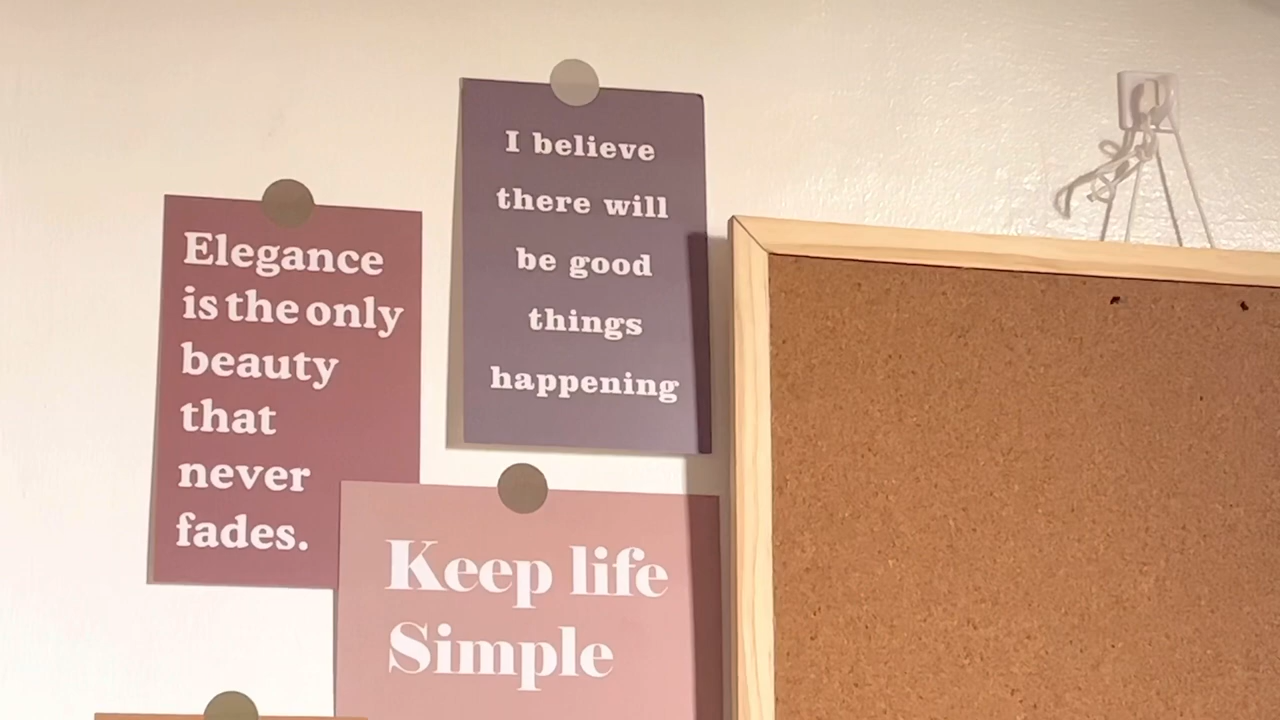 Elegance
is the only
beauty
that
never
fades.
I believe
there will
be good
things
happening
Keep life
Simple